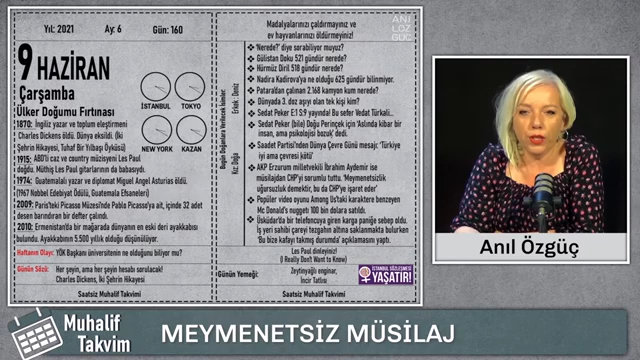 Yıl: 2021 Ay; 6 Gün: 160
9 HAZİRAN
Çarşamba
Ülker Doğumu Fırtınası
1870: İngiliz yazar ve toplum eleştirmeni
Charles Dickens öldü. Dünya eksildi. (İki
Şehrin Hikayesi, Tuhaf Bir Yılbaşı Öyküsü)
1915: ABD'li caz ve country müzisyeni Les Paul
doğdu. Müthiş Les Paul gitarlarının da babasıydı.
1974: Guatemalalı yazar ve diplomat Miguel Angel Asturias öldü.
(1967 Nobel Edebiyat Ödülü, Guatemala Efsaneleri)
2009: Paris'teki Picasso Müzesi'nde Pablo Picasso'ya ait, içinde 32 adet
desen barındıran bir defter çalındı.
2010: Ermenistan'da bir mağarada dünyanın en eski deri ayakkabısı
bulundu. Ayakkabının 5.500 yıllık olduğu düşünülüyor.
İSTANBUL
TOKYO
NEW YORK
KAZAN
Haftanın Olayı: YÖK Başkanı üniversitenin ne olduğunu biliyor mu?
Günün Sözü: Her şeyin, ama her şeyin hesabı sorulacak!
Charles Dickens, İki Şehrin Hikayesi
Saatsiz Muhalif Takvimi
Madalyalarınızı çaldırmayınız ve
ev hayvanlarınızı öldürmeyiniz!
ANI
LÖZ
GÜÇ
Bugün Doğanlara Verilecek İsimler:
Kız: Doğa Erkek: Deniz
Nerede?' diye sorabiliyor muyuz?
Gülistan Doku 521 gündür nerede?
Hürmüz Diril 518 gündür nerede?
Nadira Kadirova'ya ne olduğu 625 gündür bilinmiyor.
Patara'dan çalınan 2.168 kamyon kum nerede?
Dünyada 3. doz aşıyı olan tek kişi kim?
Sedat Peker E:1 S:9 yayında! Bu sefer Vedat Türkali..
Sedat Peker (bile) Doğu Perinçek için 'Aslında kibar bir
insan, ama psikolojisi bozuk' dedi.
Saadet Partisi'nden Dünya Çevre Günü mesajı: 'Türkiye
iyi ama çevresi kötü'
AKP Erzurum milletvekili İbrahim Aydemir ise
müsilajdan CHP'yi sorumlu tuttu. 'Meymenetsizlik
uğursuzluk demektir, bu da CHP'ye işaret eder'
Popüler video oyunu Among Us'taki karaktere benzeyen
Mc Donald's nuggeti 100 bin dolara satıldı.
Üsküdar'da bir telefoncuya giren karga paniğe sebep oldu.
İş yeri sahibi çareyi tezgahın altına saklanmakta bulurken
'Bu bize kafayı takmış durumda' açıklamasını yaptı.
Les Paul dinleyiniz!
(I Really Don't Want to Know)
Günün Yemeği: Zeytinyağlı enginar,
İncir Tatlısı
İSTANBUL SÖZLEŞMESİ
YAŞATIR!
Saatsiz Muhalif Takvimi
Anıl Özgüç
Muhalif
Takvim
MEYMENETSİZ MÜSİLAJ